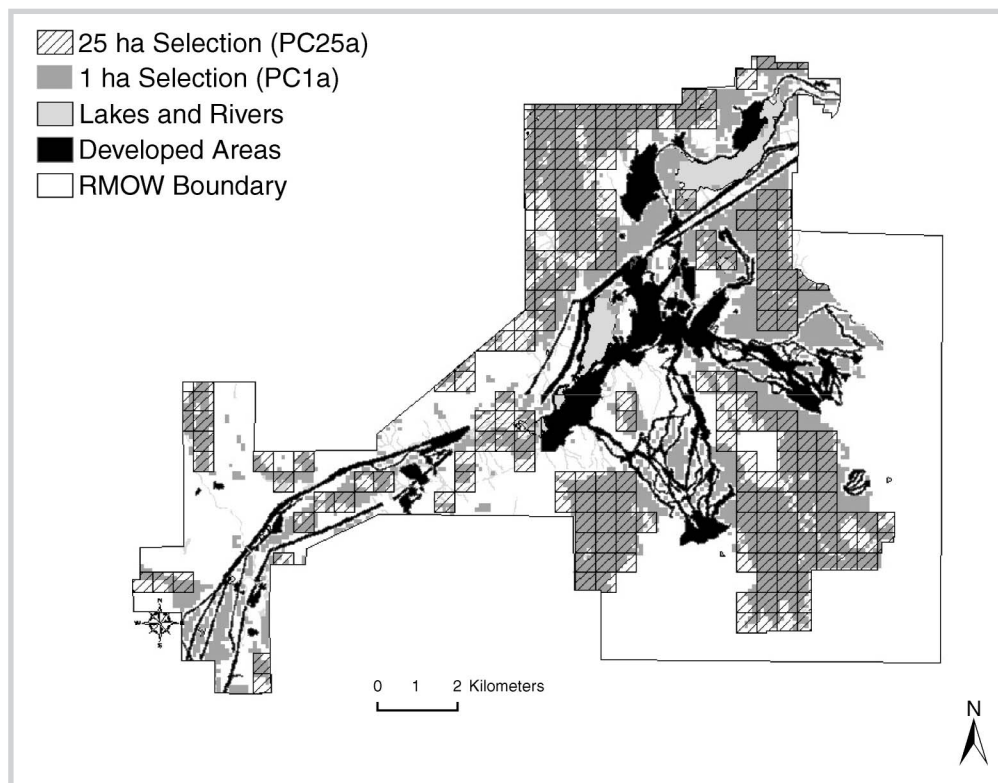 25 ha Selection (PC25a)
1 ha Selection (PC1a)
Lakes and Rivers
Developed Areas
RMOW Boundary
N
W E
S
0 1 2 Kilometers
N